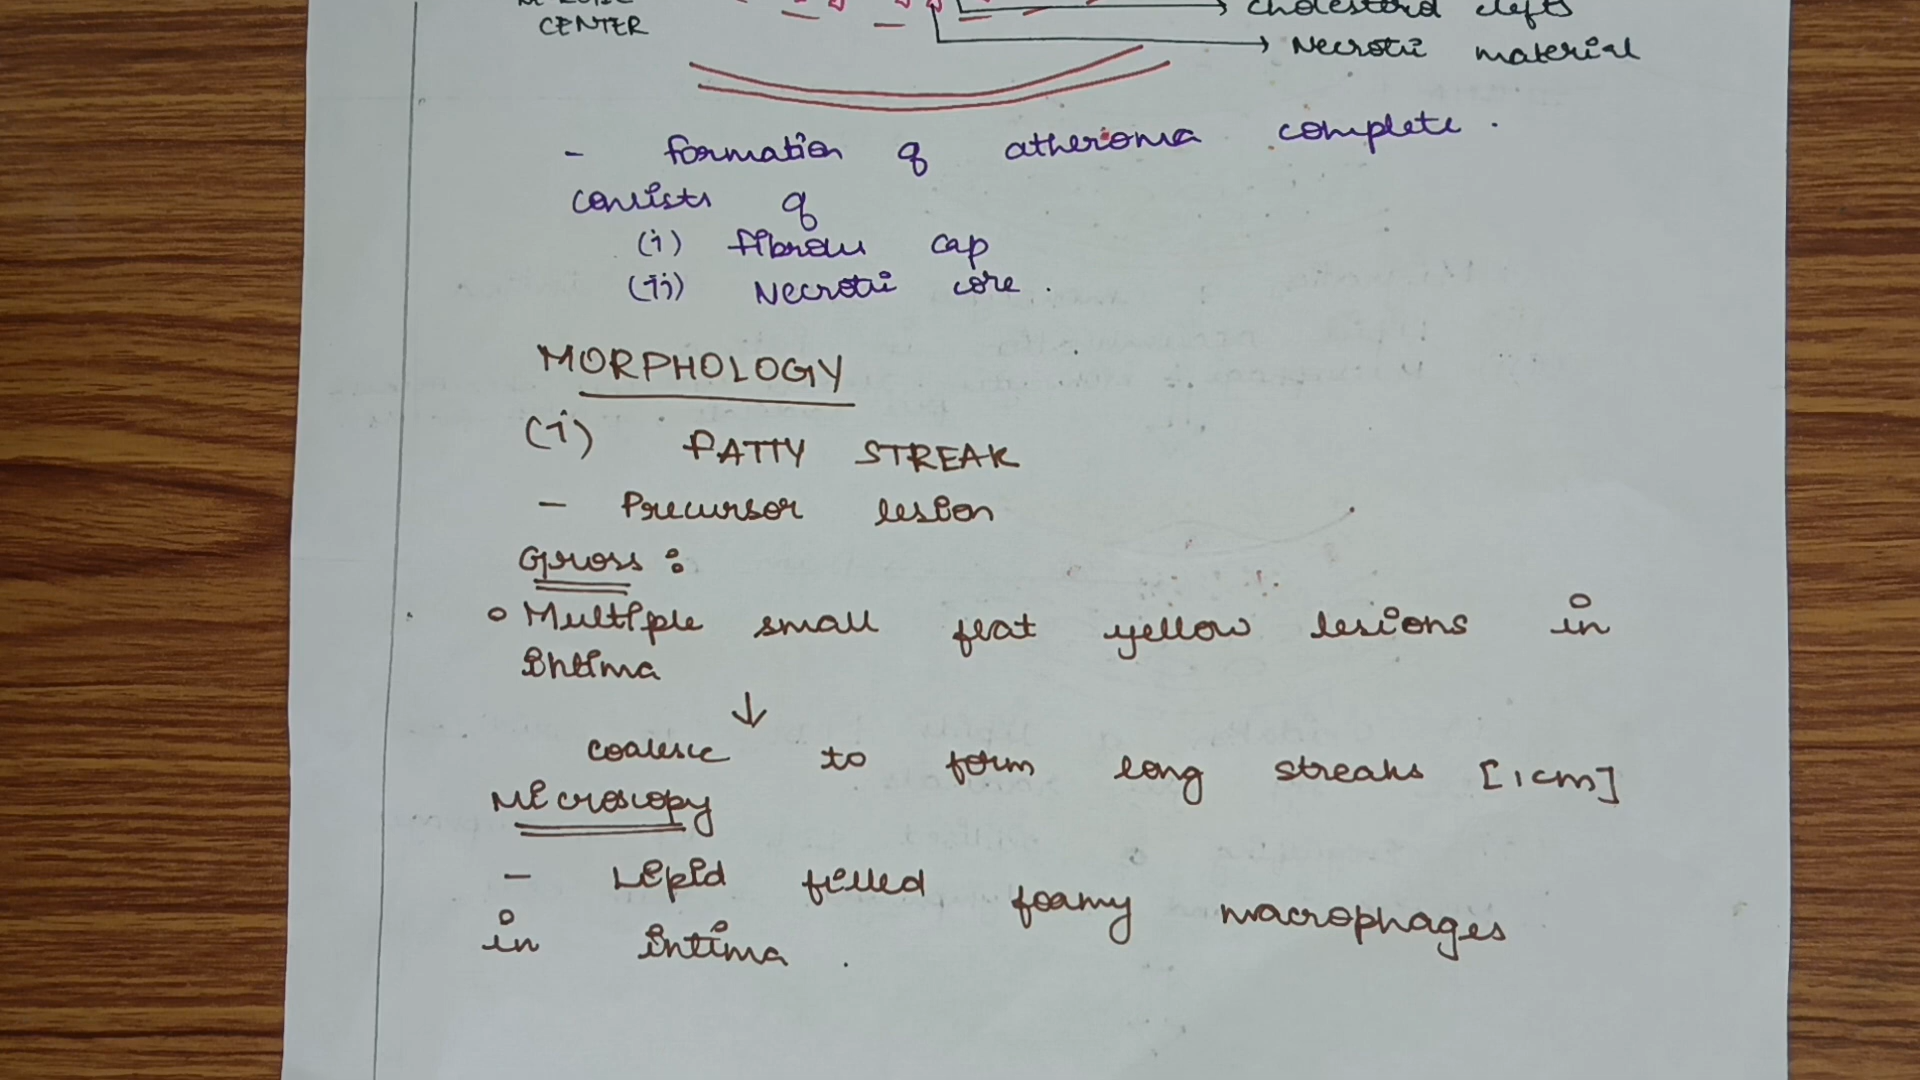 CENTER
→ cholesterol clefts
→ Necrotic material
- formation of atheroma complete.
consists of
(i) fibrous cap
(ii) Necrotic core.
MORPHOLOGY
(i) FATTY STREAK
- Precursor lesion
Gross :
o Multiple small flat yellow lesions in
intima
↓
coalesce to form long streaks [1cm]
Microscopy
- Lipid filled foamy macrophages
in intima.